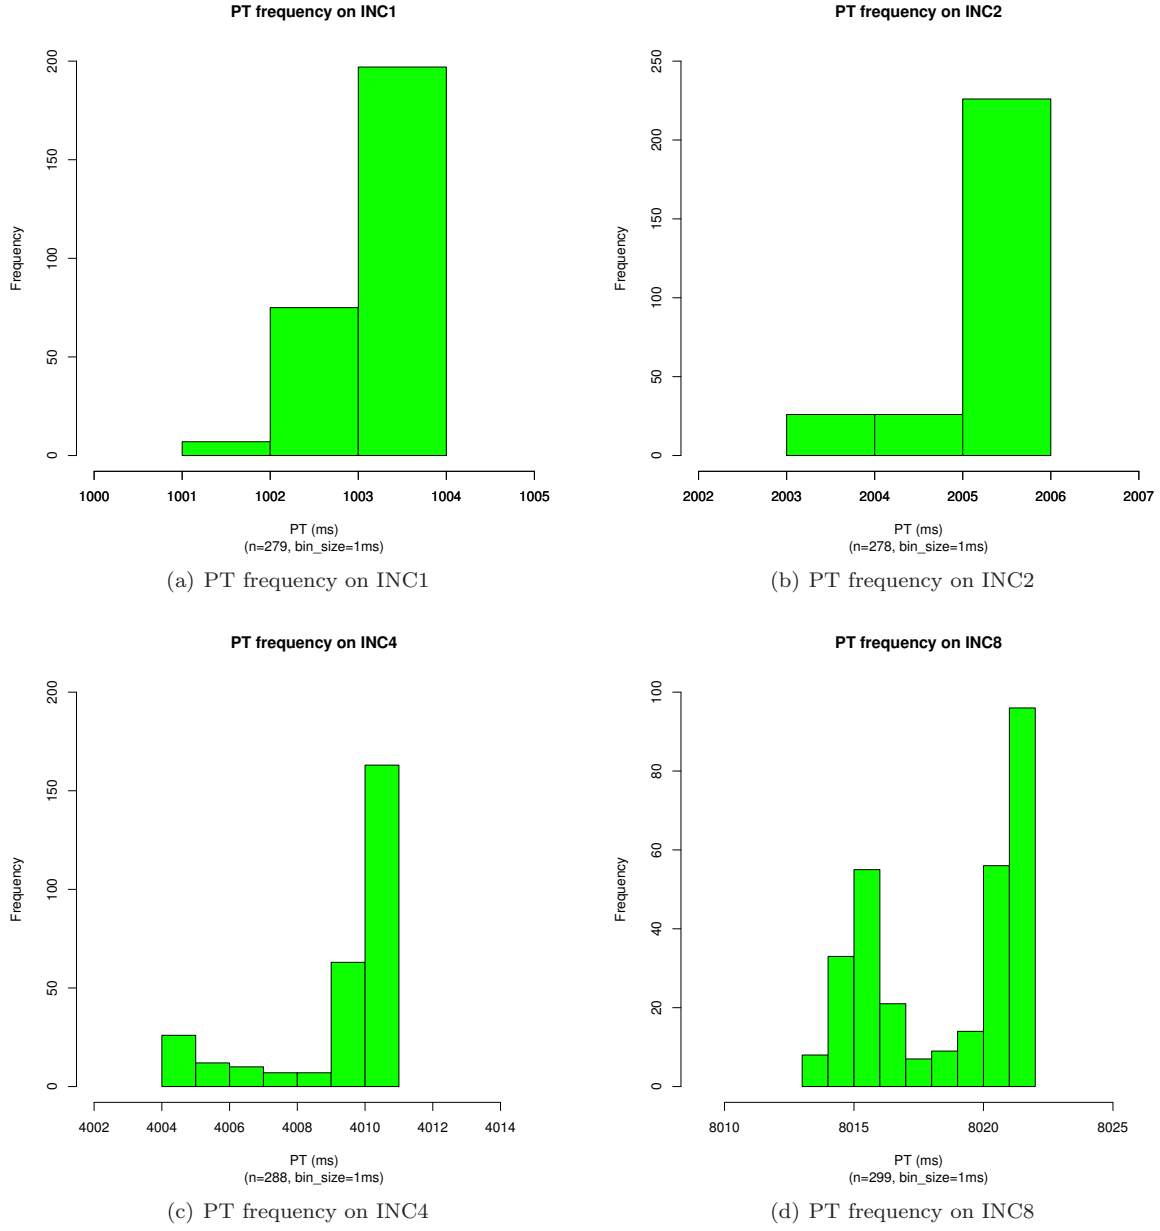 PT frequency on INC1
Frequency
0
50
100
150
200
1000 1001 1002 1003 1004 1005
PT (ms)
(n=279, bin_size=1ms)
(a) PT frequency on INC1
PT frequency on INC2
Frequency
0
50
100
150
200
250
2002 2003 2004 2005 2006 2007
PT (ms)
(n=278, bin_size=1ms)
(b) PT frequency on INC2
PT frequency on INC4
Frequency
0
50
100
150
200
4002 4004 4006 4008 4010 4012 4014
PT (ms)
(n=288, bin_size=1ms)
(c) PT frequency on INC4
PT frequency on INC8
Frequency
0
20
40
60
80
100
8010 8015 8020 8025
PT (ms)
(n=299, bin_size=1ms)
(d) PT frequency on INC8